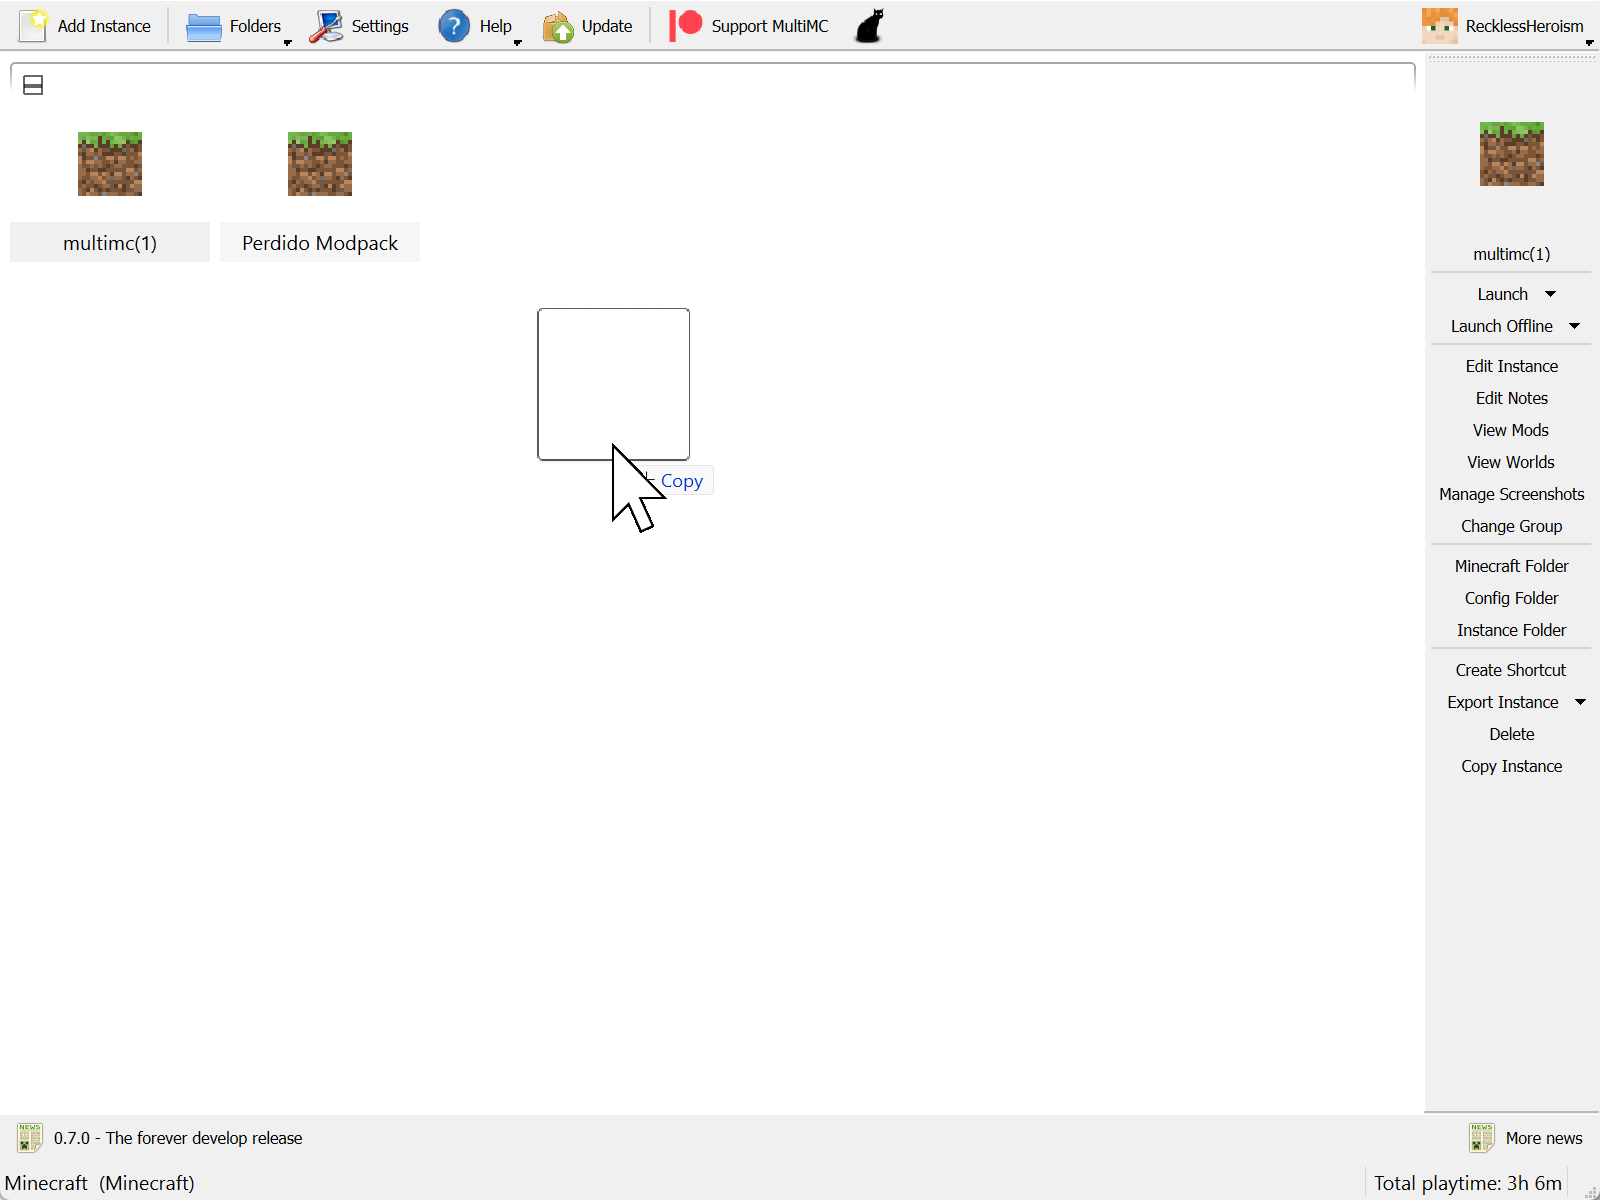 Add Instance
Folders
Settings
Help
Update
Support MultiMC
RecklessHeroism
multimc(1)
Perdido Modpack
+ Copy
multimc(1)
Launch
Launch Offline
Edit Instance
Edit Notes
View Mods
View Worlds
Manage Screenshots
Change Group
Minecraft Folder
Config Folder
Instance Folder
Create Shortcut
Export Instance
Delete
Copy Instance
NEWS
0.7.0 - The forever develop release
NEWS
More news
Minecraft (Minecraft)
Total playtime: 3h 6m